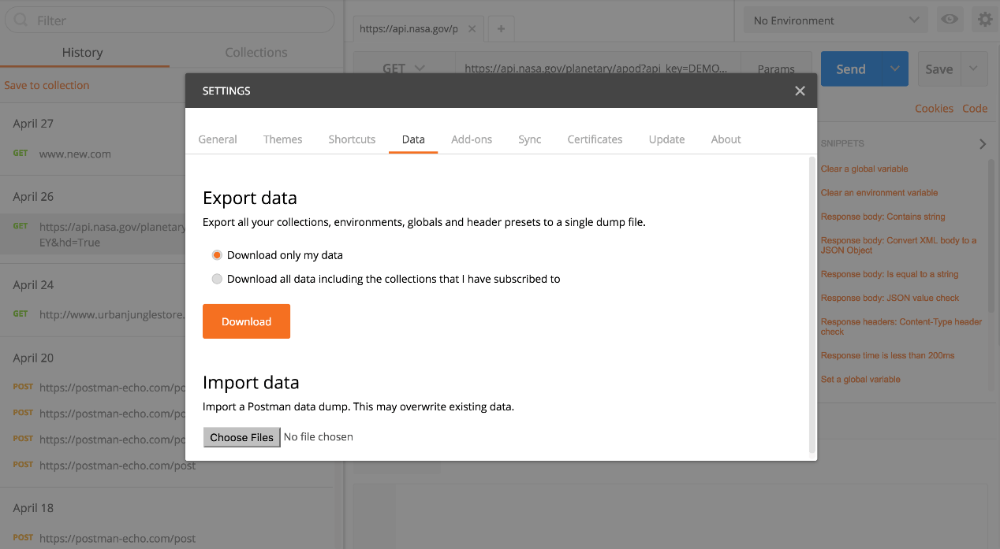 Filter
History
Collections
Save to collection
April 27
GET www.new.com
April 26
GET https://api.nasa.gov/planetary
EY&hd=True
April 24
GET http://www.urbanjunglestore.
April 20
POST https://postman-echo.com/po
POST https://postman-echo.com/po
POST https://postman-echo.com/po
POST https://postman-echo.com/post
April 18
POST https://postman-echo.com/post
https://api.nasa.gov/p
No Environment
GET
https://api.nasa.gov/planetary/apod?api_key=DEMO...
Params
Send
Save
Cookies
Code
SETTINGS
General
Themes
Shortcuts
Data
Add-ons
Sync
Certificates
Update
About
Export data
Export all your collections, environments, globals and header presets to a single dump file.
Download only my data
Download all data including the collections that I have subscribed to
Download
Import data
Import a Postman data dump. This may overwrite existing data.
Choose Files No file chosen
SNIPPETS
Clear a global variable
Clear an environment variable
Response body: Contains string
Response body: Convert XML body to a
JSON Object
Response body: Is equal to a string
Response body: JSON value check
Response headers: Content-Type header
check
Response time is less than 200ms
Set a global variable